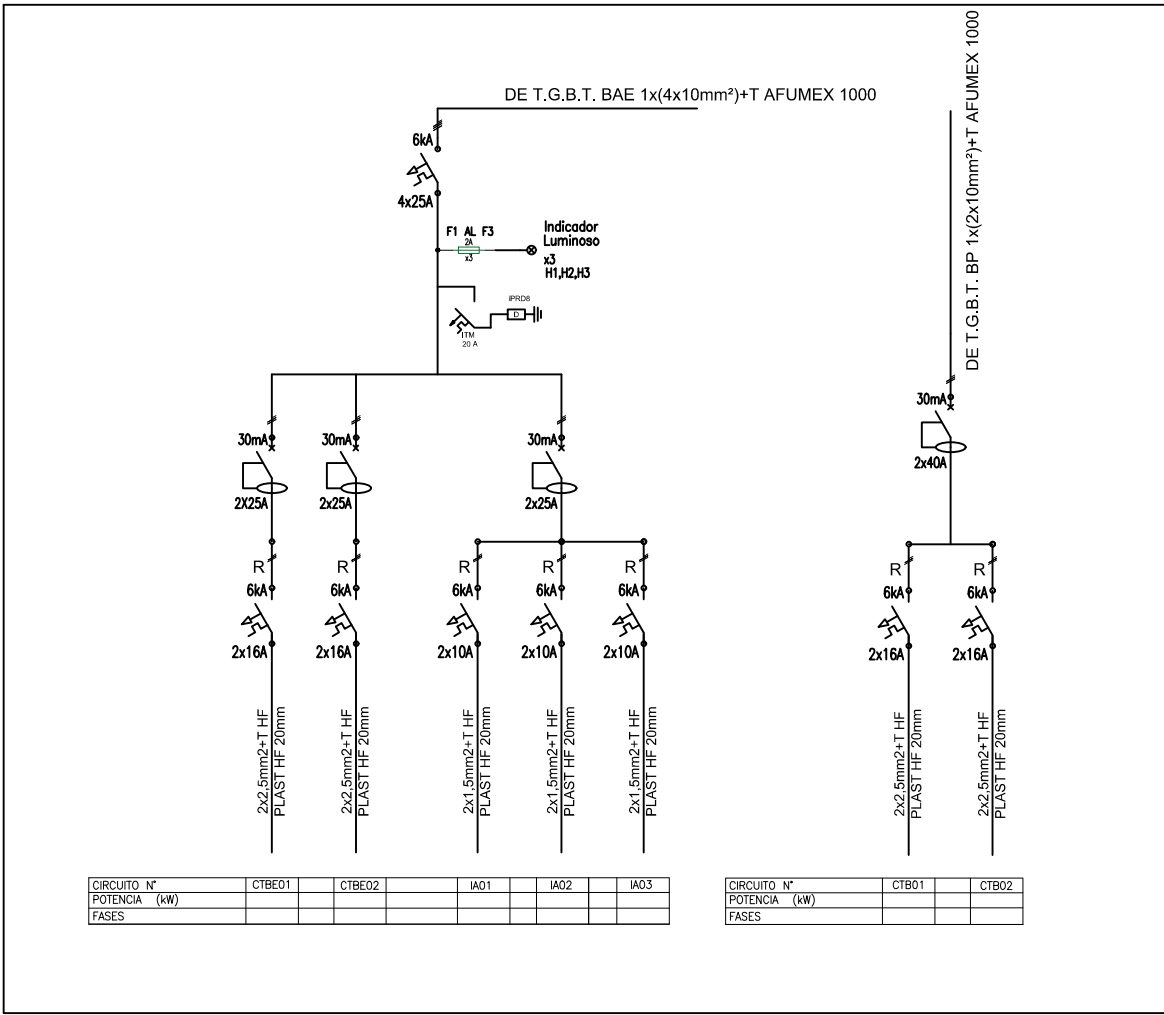 DE T.G.B.T. BAE 1x(4x10mm²)+T AFUMEX 1000
6kA
4x25A
F1 AL F3
2A
x3
Indicador
Luminoso
x3
H1,H2,H3
iPRD8
D
ITM
20 A
30mA
2X25A
30mA
2x25A
30mA
2x25A
R
6kA
2x16A
R
6kA
2x16A
R
6kA
2x10A
R
6kA
2x10A
R
6kA
2x10A
2x2,5mm2+T HF
PLAST HF 20mm
2x2,5mm2+T HF
PLAST HF 20mm
2x1,5mm2+T HF
PLAST HF 20mm
2x1,5mm2+T HF
PLAST HF 20mm
2x1,5mm2+T HF
PLAST HF 20mm
CIRCUITO N° CTBE01 CTBE02 IA01 IA02 IA03
POTENCIA (kW)
FASES
DE T.G.B.T. BP 1x(2x10mm²)+T AFUMEX 1000
30mA
2x40A
R
6kA
2x16A
R
6kA
2x16A
2x2,5mm2+T HF
PLAST HF 20mm
2x2,5mm2+T HF
PLAST HF 20mm
CIRCUITO N° CTB01 CTB02
POTENCIA (kW)
FASES